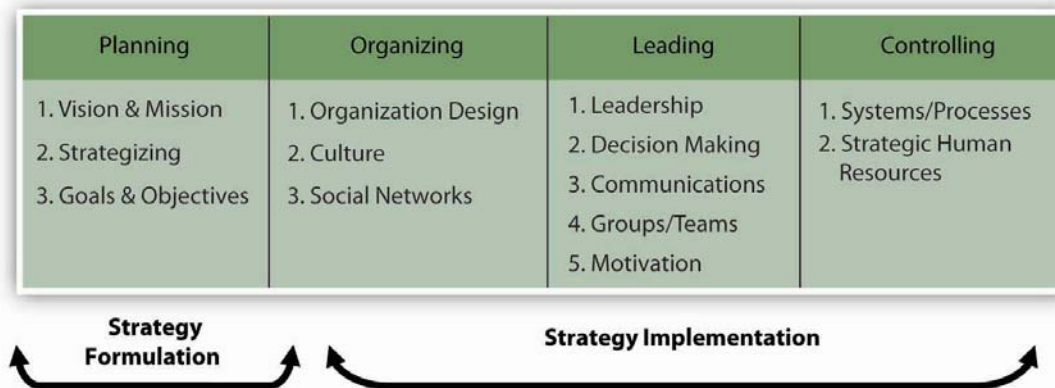 Planning
Organizing
Leading
Controlling
1. Vision & Mission
2. Strategizing
3. Goals & Objectives
1. Organization Design
2. Culture
3. Social Networks
1. Leadership
2. Decision Making
3. Communications
4. Groups/Teams
5. Motivation
1. Systems/Processes
2. Strategic Human
Resources
Strategy
Formulation
Strategy Implementation